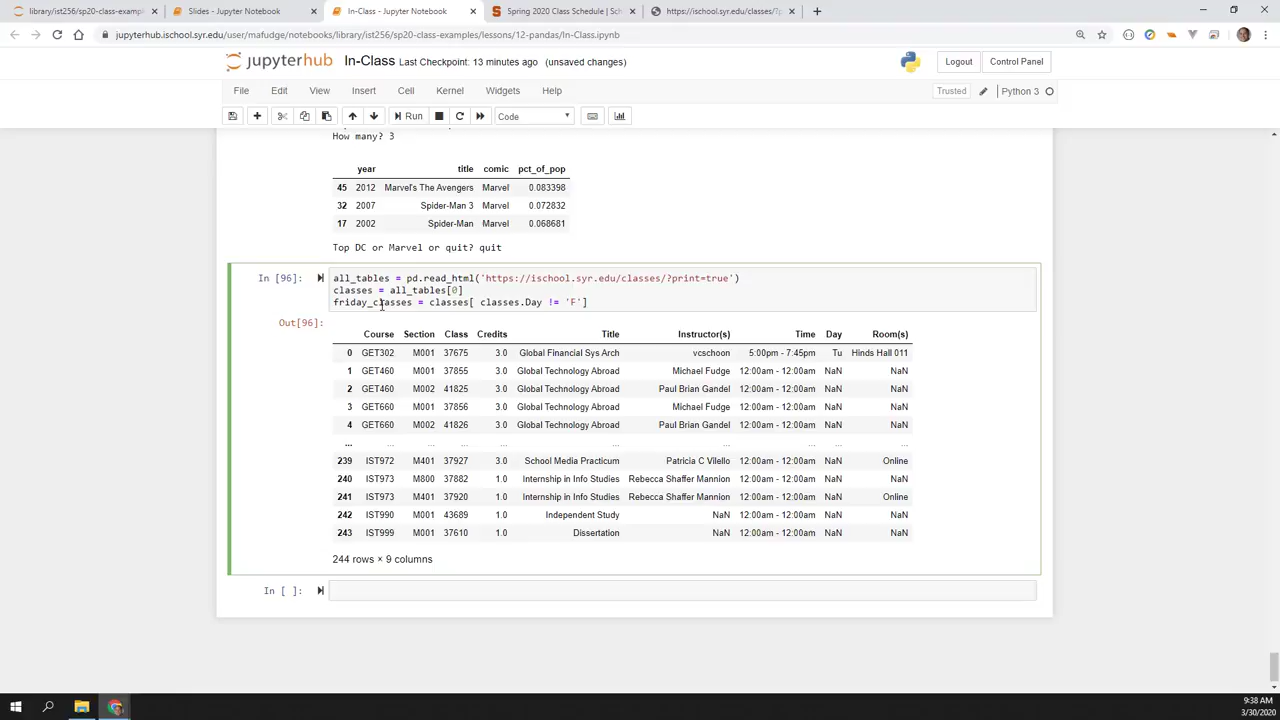 library/ist256/sp20-class-examp
Slides - Jupyter Notebook
In-Class - Jupyter Notebook
Spring 2020 Class Schedule | Sch
https://ischool.syr.edu/classes/?p
jupyterhub.ischool.syr.edu/user/mafudge/notebooks/library/ist256/sp20-class-examples/lessons/12-pandas/In-Class.ipynb
jupyterhub In-Class Last Checkpoint: 13 minutes ago (unsaved changes) Logout Control Panel
File Edit View Insert Cell Kernel Widgets Help Trusted Python 3
Run Code
How many? 3
year title comic pct_of_pop
45 2012 Marvel's The Avengers Marvel 0.083398
32 2007 Spider-Man 3 Marvel 0.072832
17 2002 Spider-Man Marvel 0.068681
Top DC or Marvel or quit? quit
In [96]: all_tables = pd.read_html('https://ischool.syr.edu/classes/?print=true')
classes = all_tables[0]
friday_classes = classes[ classes.Day != 'F']
Out[96]:
Course Section Class Credits Title Instructor(s) Time Day Room(s)
0 GET302 M001 37675 3.0 Global Financial Sys Arch vcschoon 5:00pm - 7:45pm Tu Hinds Hall 011
1 GET460 M001 37855 3.0 Global Technology Abroad Michael Fudge 12:00am - 12:00am NaN NaN
2 GET460 M002 41825 3.0 Global Technology Abroad Paul Brian Gandel 12:00am - 12:00am NaN NaN
3 GET660 M001 37856 3.0 Global Technology Abroad Michael Fudge 12:00am - 12:00am NaN NaN
4 GET660 M002 41826 3.0 Global Technology Abroad Paul Brian Gandel 12:00am - 12:00am NaN NaN
... ... ... ... ... ... ... ... ... ...
239 IST972 M401 37927 3.0 School Media Practicum Patricia C Vilello 12:00am - 12:00am NaN Online
240 IST973 M800 37882 1.0 Internship in Info Studies Rebecca Shaffer Mannion 12:00am - 12:00am NaN NaN
241 IST973 M401 37920 1.0 Internship in Info Studies Rebecca Shaffer Mannion 12:00am - 12:00am NaN Online
242 IST990 M001 43689 1.0 Independent Study NaN 12:00am - 12:00am NaN NaN
243 IST999 M001 37610 1.0 Dissertation NaN 12:00am - 12:00am NaN NaN
244 rows × 9 columns
In [ ]:
9:38 AM
3/30/2020